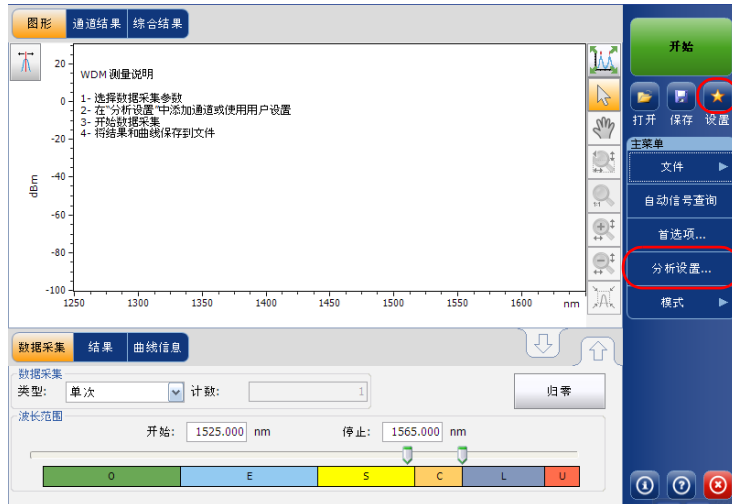 图形 通道结果 综合结果
WDM 测量说明
1- 选择数据采集参数
2- 在"分析设置"中添加通道或使用用户设置
3- 开始数据采集
4- 将结果和曲线保存到文件
20
0
-20
-40
-60
-80
-100
dBm
1250 1300 1350 1400 1450 1500 1550 1600 nm
1:1
数据采集 结果 曲线信息
数据采集
类型: 单次 计数: 1 归零
波长范围
开始: 1525.000 nm 停止: 1565.000 nm
O E S C L U
开始
打开 保存 设置
主菜单
文件
自动信号查询
首选项...
分析设置...
模式